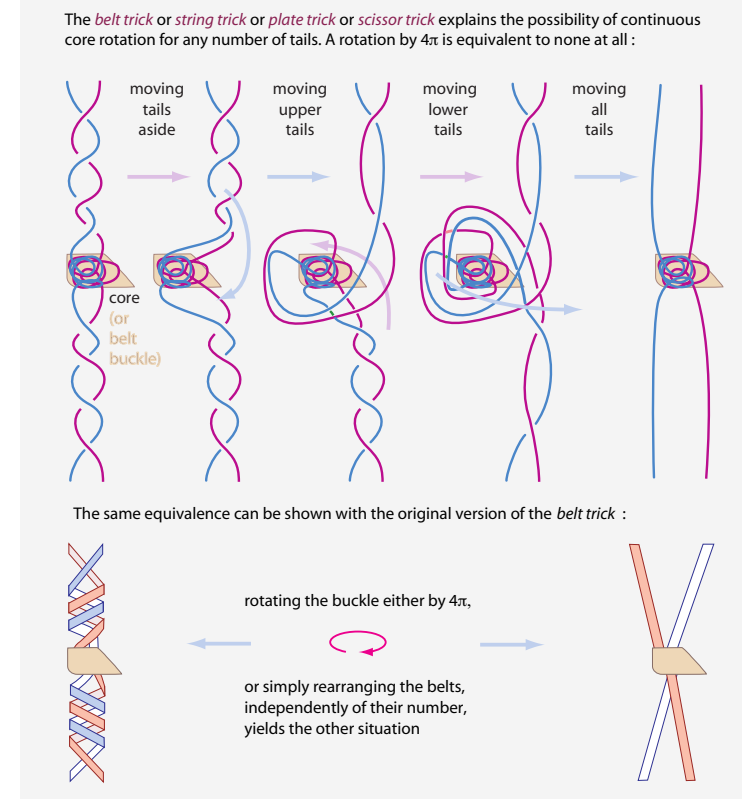 The belt trick or string trick or plate trick or scissor trick explains the possibility of continuous
core rotation for any number of tails. A rotation by 4π is equivalent to none at all :
moving
tails
aside
moving
upper
tails
moving
lower
tails
moving
all
tails
core
(or
belt
buckle)
The same equivalence can be shown with the original version of the belt trick :
rotating the buckle either by 4π,
or simply rearranging the belts,
independently of their number,
yields the other situation